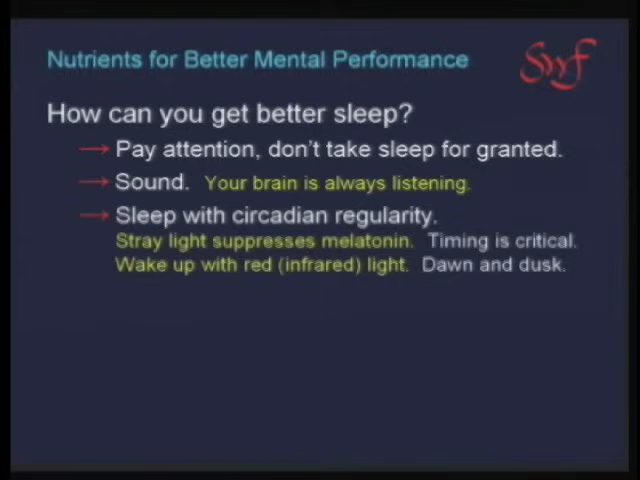 Nutrients for Better Mental Performance
How can you get better sleep?
→ Pay attention, don't take sleep for granted.
→ Sound. Your brain is always listening.
→ Sleep with circadian regularity.
Stray light suppresses melatonin. Timing is critical.
Wake up with red (infrared) light. Dawn and dusk.